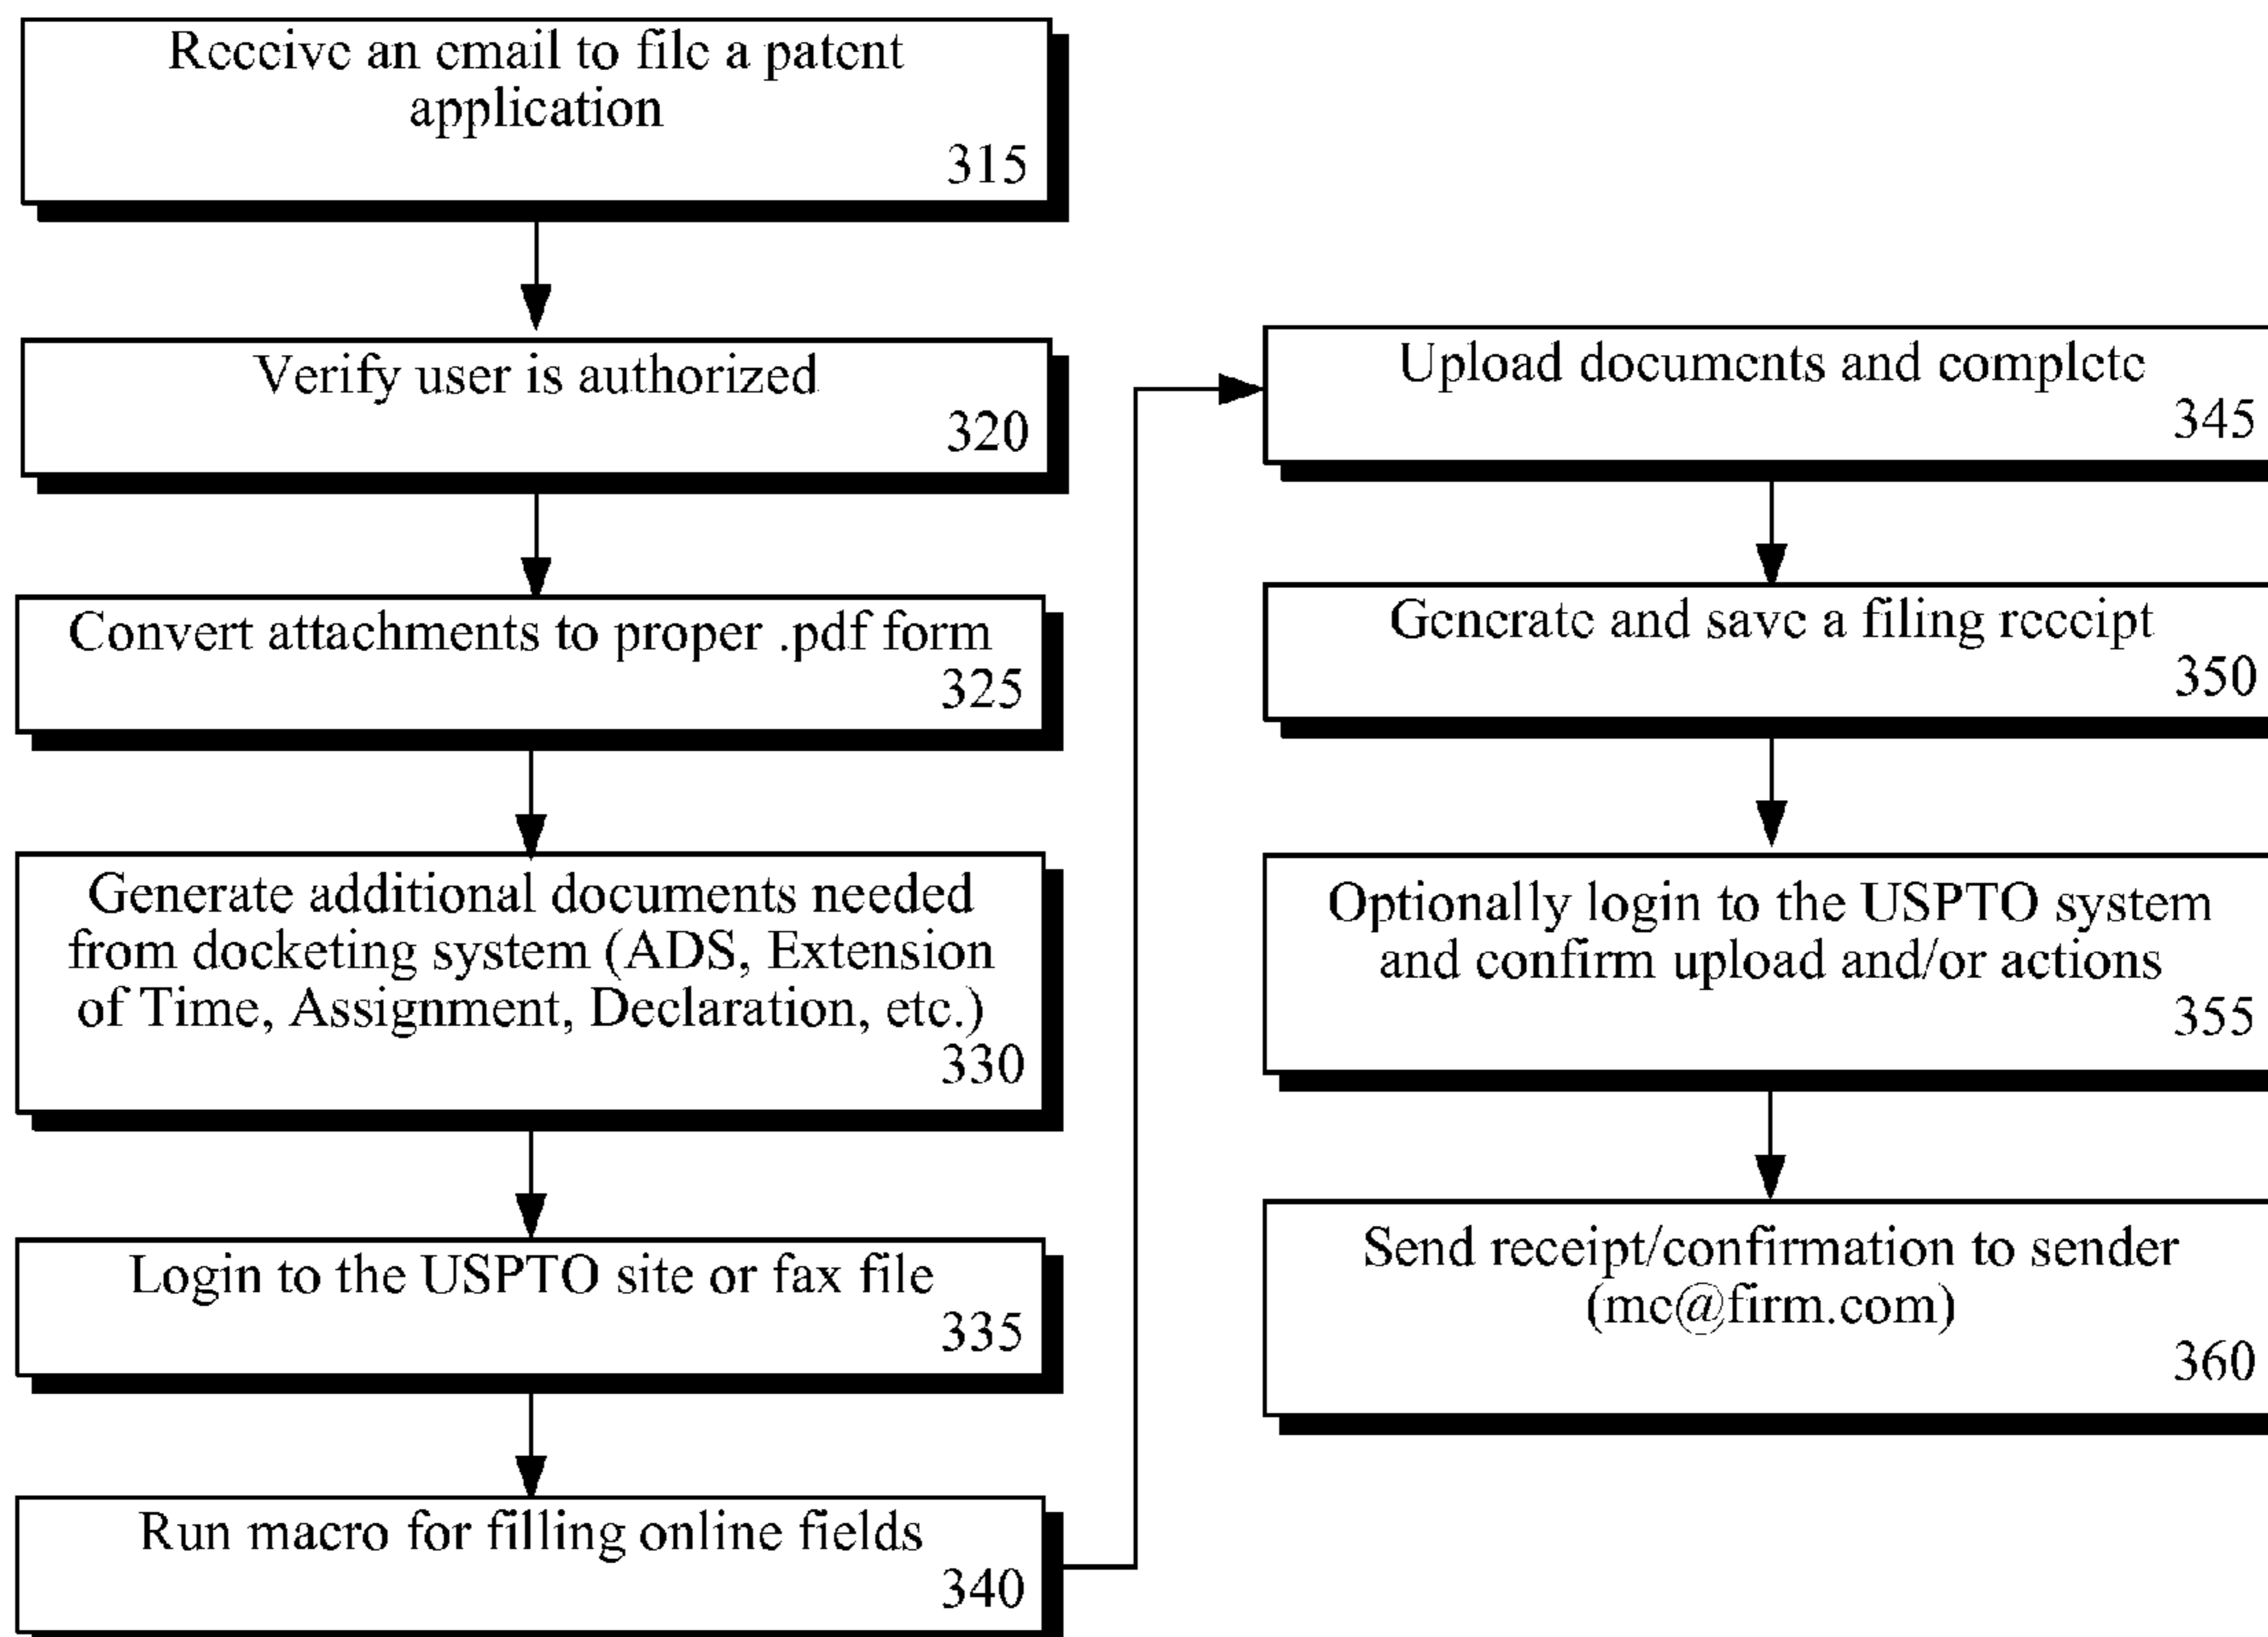 Receive an email to file a patent
application
315
Verify user is authorized
320
Convert attachments to proper .pdf form
325
Generate additional documents needed
from docketing system (ADS, Extension
of Time, Assignment, Declaration, etc.)
330
Login to the USPTO site or fax file
335
Run macro for filling online fields
340
Upload documents and complete
345
Generate and save a filing receipt
350
Optionally login to the USPTO system
and confirm upload and/or actions
355
Send receipt/confirmation to sender
(mc@firm.com)
360